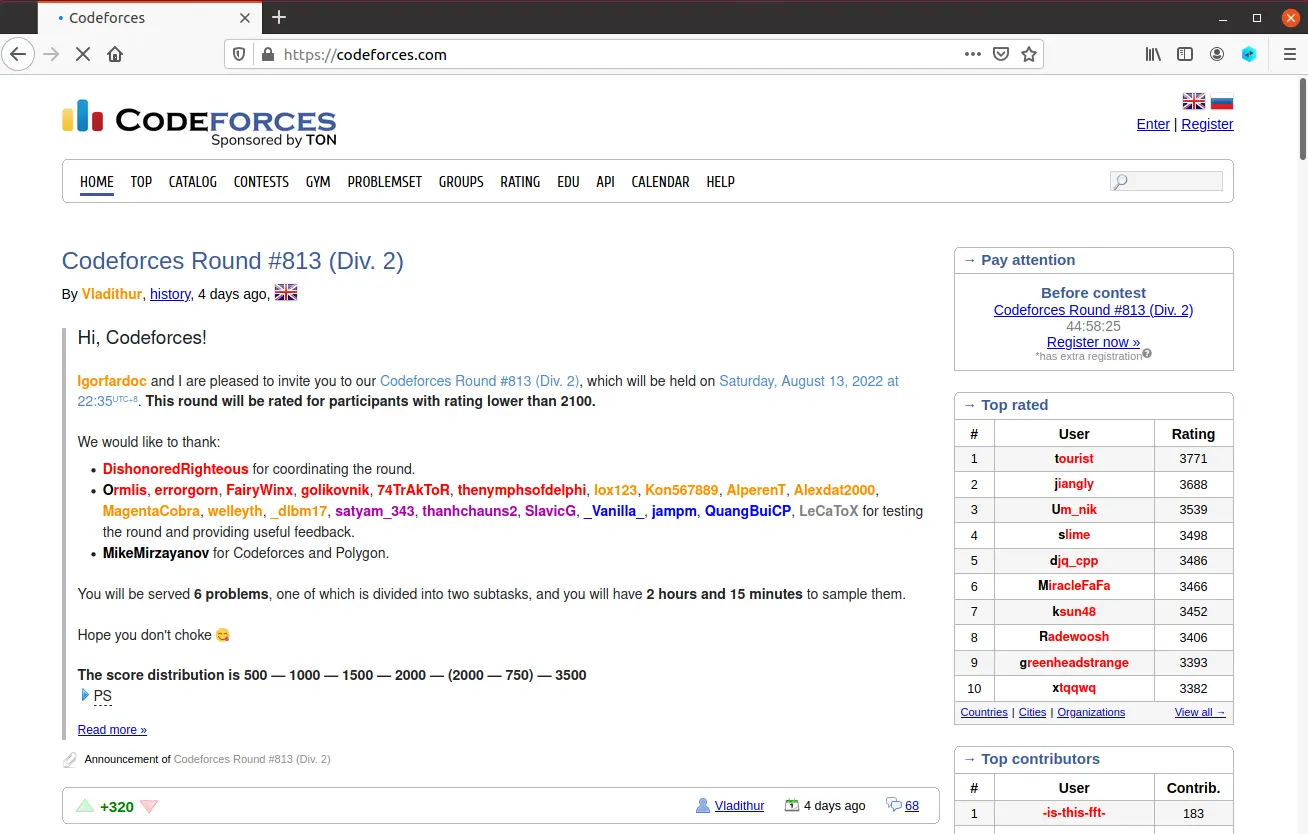 Codeforces
https://codeforces.com
CODEFORCES
Sponsored by TON
Enter | Register
HOME TOP CATALOG CONTESTS GYM PROBLEMSET GROUPS RATING EDU API CALENDAR HELP
Codeforces Round #813 (Div. 2)
By Vladithur, history, 4 days ago,
Hi, Codeforces!
Igorfardoc and I are pleased to invite you to our Codeforces Round #813 (Div. 2), which will be held on Saturday, August 13, 2022 at
22:35UTC+8. This round will be rated for participants with rating lower than 2100.
We would like to thank:
• DishonoredRighteous for coordinating the round.
• Ormlis, errorgorn, FairyWinx, golikovnik, 74TrAkToR, thenymphsofdelphi, lox123, Kon567889, AlperenT, Alexdat2000,
MagentaCobra, welleyth, _dlbm17, satyam_343, thanhchauns2, SlavicG, _Vanilla_, jampm, QuangBuiCP, LeCaToX for testing
the round and providing useful feedback.
• MikeMirzayanov for Codeforces and Polygon.
You will be served 6 problems, one of which is divided into two subtasks, and you will have 2 hours and 15 minutes to sample them.
Hope you don't choke 😋
The score distribution is 500 — 1000 — 1500 — 2000 — (2000 — 750) — 3500
PS
Read more »
Announcement of Codeforces Round #813 (Div. 2)
+320 Vladithur 4 days ago 68
→ Pay attention
Before contest
Codeforces Round #813 (Div. 2)
44:58:25
Register now »
*has extra registration?
→ Top rated
# User Rating
1 tourist 3771
2 jiangly 3688
3 Um_nik 3539
4 slime 3498
5 djq_cpp 3486
6 MiracleFaFa 3466
7 ksun48 3452
8 Radewoosh 3406
9 greenheadstrange 3393
10 xtqqwq 3382
Countries | Cities | Organizations View all →
→ Top contributors
# User Contrib.
1 -is-this-fft- 183